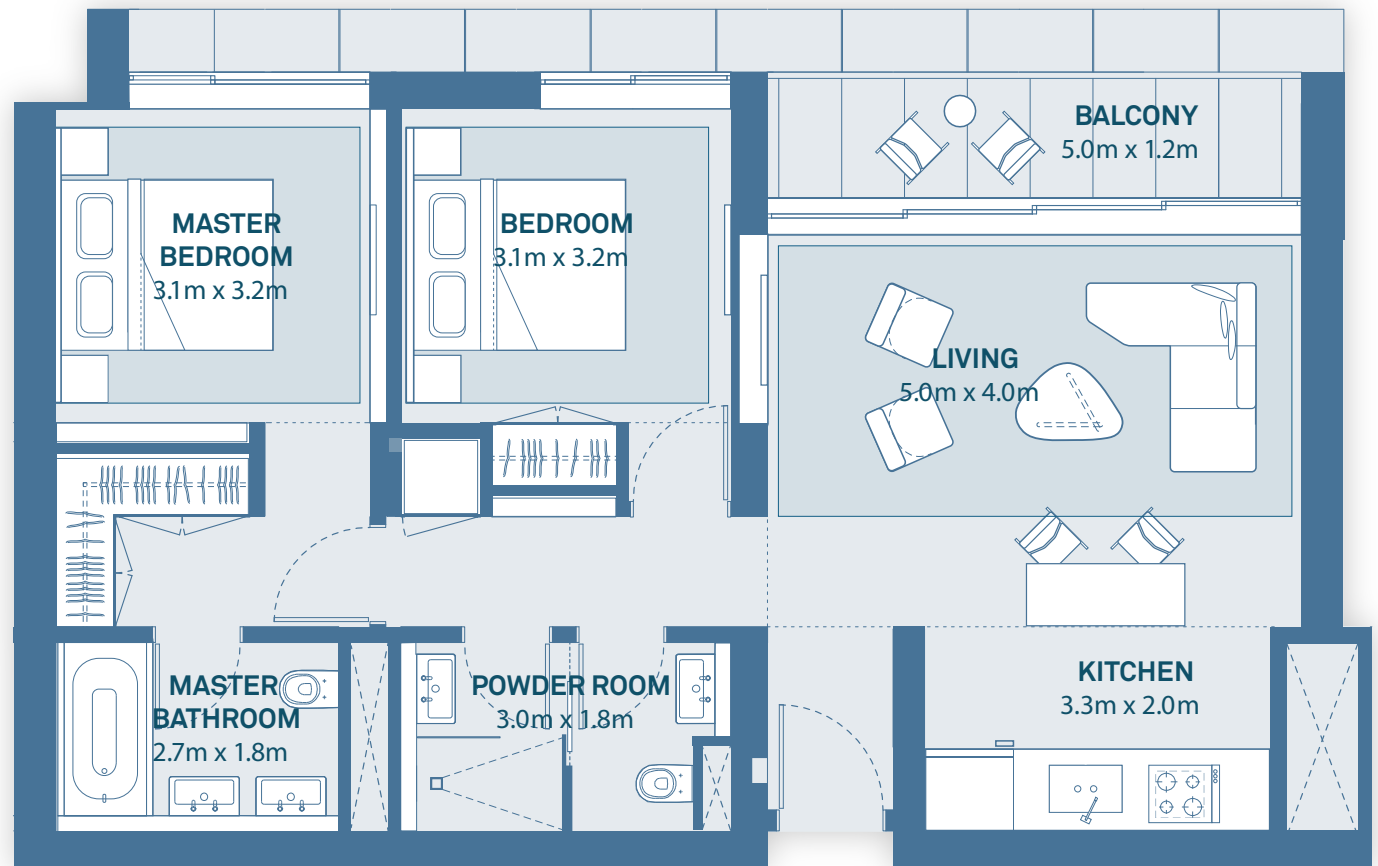 BALCONY
5.0m x 1.2m
MASTER
BEDROOM
3.1m x 3.2m
BEDROOM
3.1m x 3.2m
LIVING
5.0m x 4.0m
MASTER
BATHROOM
2.7m x 1.8m
POWDER ROOM
3.0m x 1.8m
KITCHEN
3.3m x 2.0m